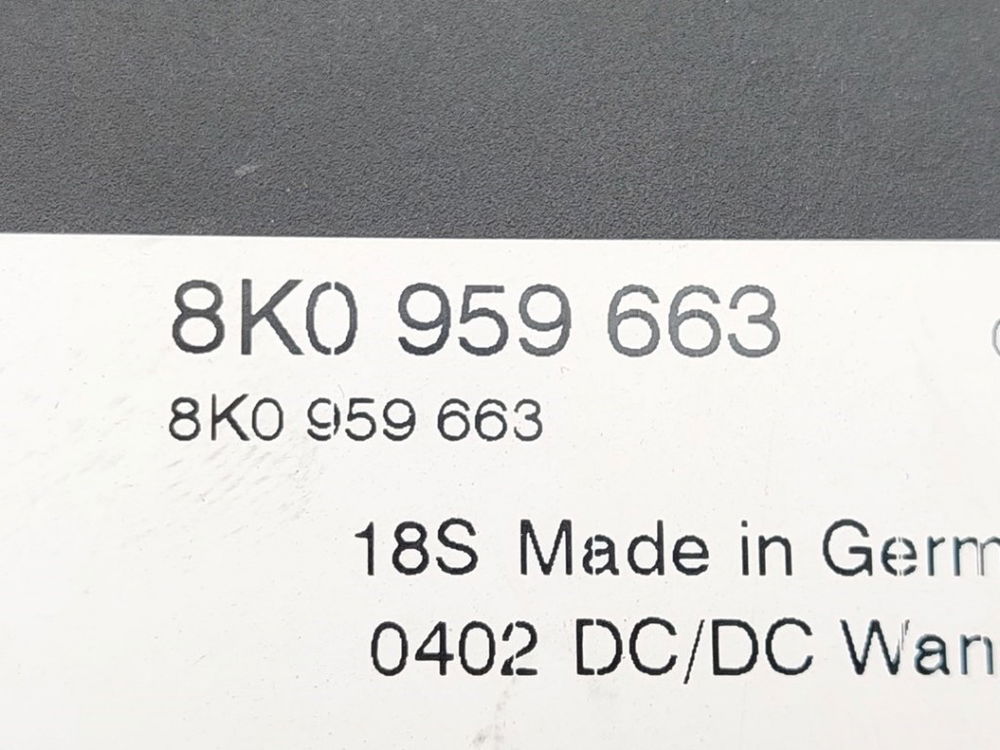 8K0 959 663
8K0 959 663
18S Made in Germ
0402 DC/DC Wan